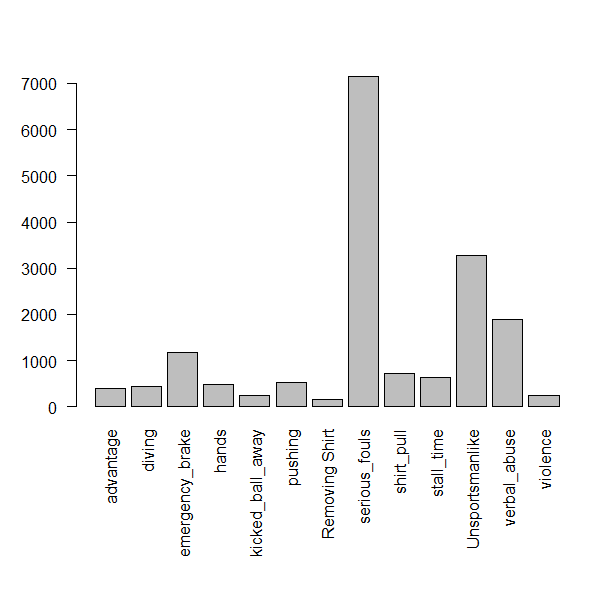 7000
6000
5000
4000
3000
2000
1000
0
advantage
diving
emergency_brake
hands
kicked_ball_away
pushing
Removing Shirt
serious_fouls
shirt_pull
stall_time
Unsportsmanlike
verbal_abuse
violence